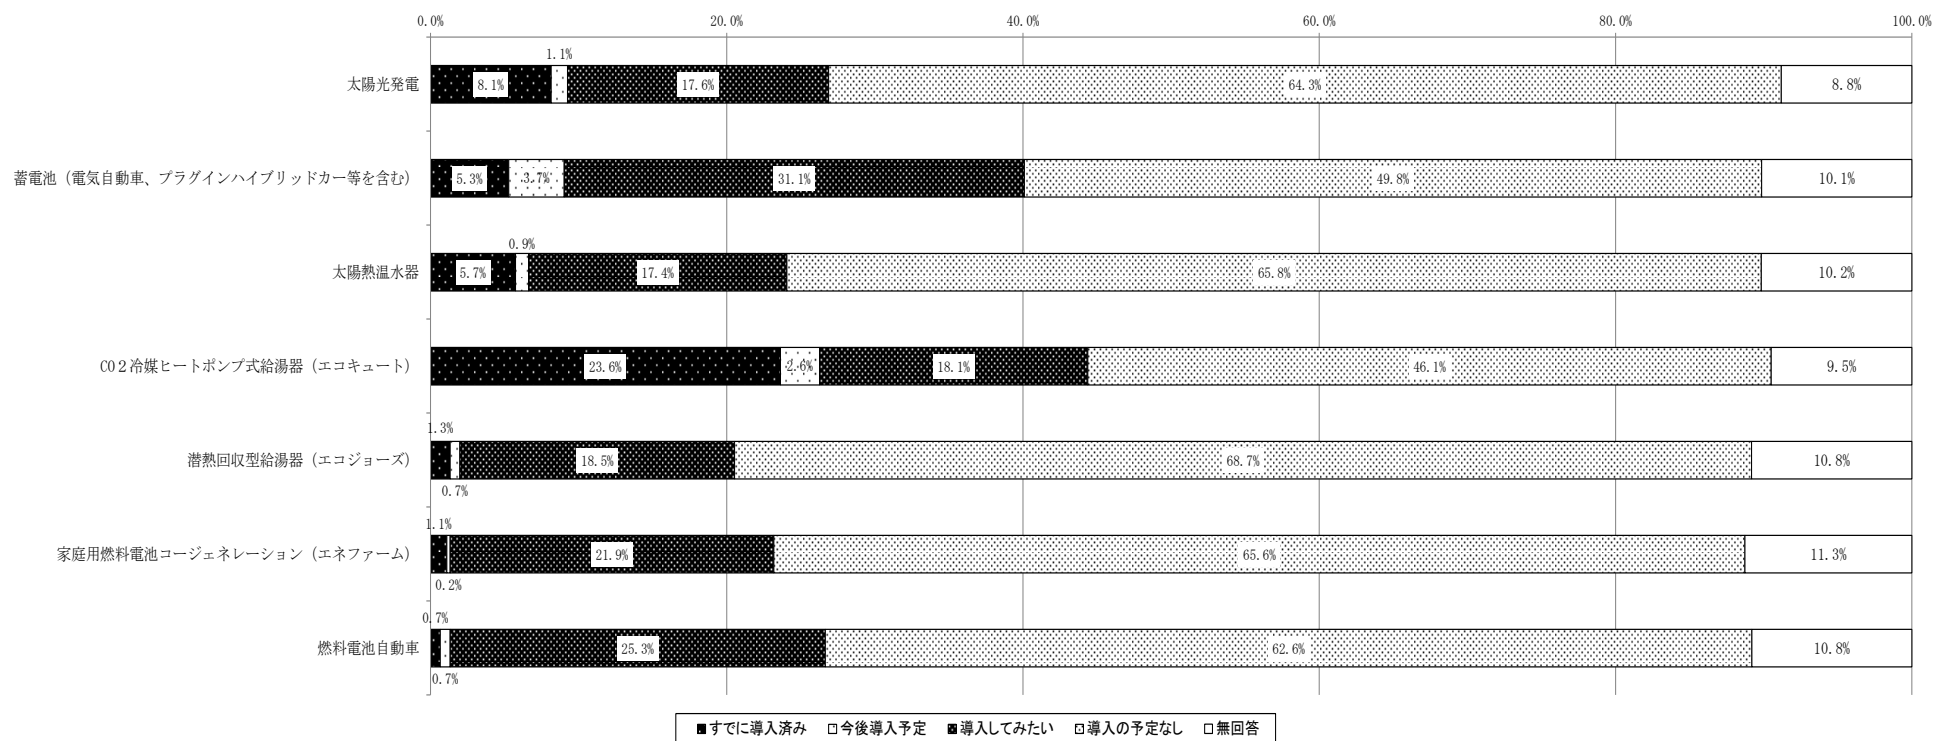 0.0% 20.0% 40.0% 60.0% 80.0% 100.0%
1.1%
太陽光発電 8.1% 17.6% 64.3% 8.8%
蓄電池（電気自動車、プラグインハイブリッドカー等を含む） 5.3% 3.7% 31.1% 49.8% 10.1%
0.9%
太陽熱温水器 5.7% 17.4% 65.8% 10.2%
CO２冷媒ヒートポンプ式給湯器（エコキュート） 23.6% 2.6% 18.1% 46.1% 9.5%
1.3%
潜熱回収型給湯器（エコジョーズ） 18.5% 68.7% 10.8%
0.7%
1.1%
家庭用燃料電池コージェネレーション（エネファーム） 21.9% 65.6% 11.3%
0.2%
0.7%
燃料電池自動車 25.3% 62.6% 10.8%
0.7%
すでに導入済み 今後導入予定 導入してみたい 導入の予定なし 無回答